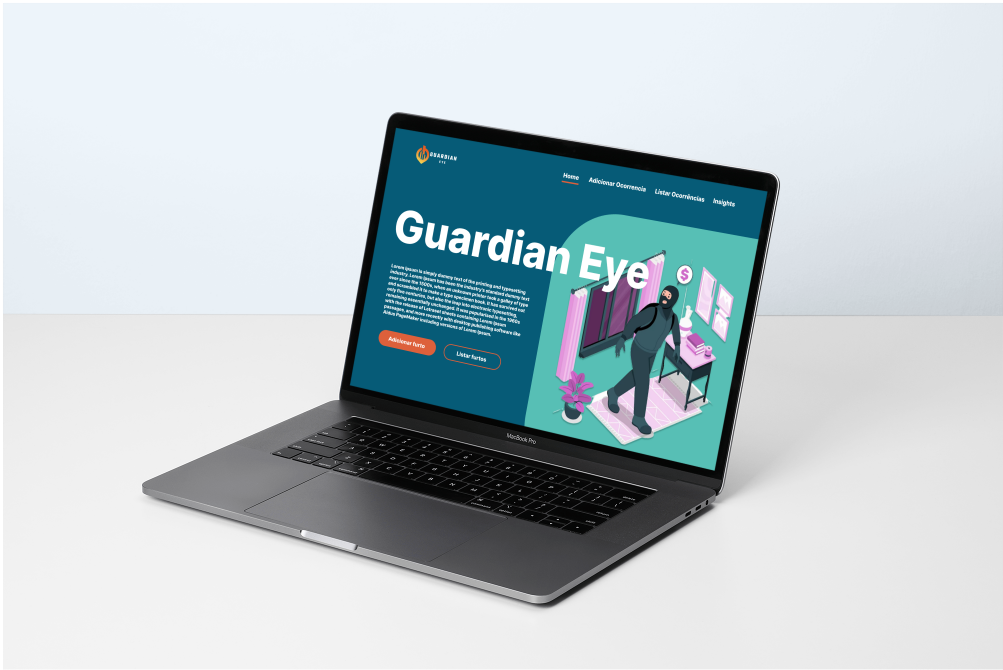 GUARDIAN
EYE
Home Adicionar Ocorrencia Listar Ocorrências Insights
Guardian Eye
Lorem Ipsum is simply dummy text of the printing and typesetting
industry. Lorem Ipsum has been the industry's standard dummy text
ever since the 1500s, when an unknown printer took a galley of type
and scrambled it to make a type specimen book. It has survived not
only five centuries, but also the leap into electronic typesetting,
remaining essentially unchanged. It was popularised in the 1960s
with the release of Letraset sheets containing Lorem Ipsum
passages, and more recently with desktop publishing software like
Aldus PageMaker including versions of Lorem Ipsum.
Adicionar furto
Listar furtos
$
MacBook Pro